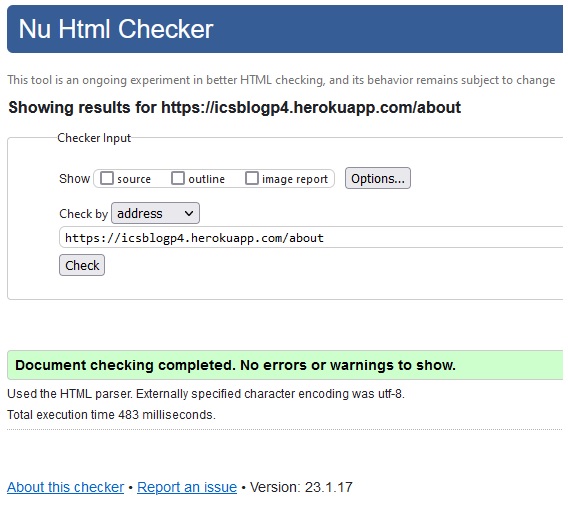 Nu Html Checker
This tool is an ongoing experiment in better HTML checking, and its behavior remains subject to change
Showing results for https://icsblogp4.herokuapp.com/about
Checker Input
Show source outline image report Options...
Check by address
https://icsblogp4.herokuapp.com/about
Check
Document checking completed. No errors or warnings to show.
Used the HTML parser. Externally specified character encoding was utf-8.
Total execution time 483 milliseconds.
About this checker • Report an issue • Version: 23.1.17